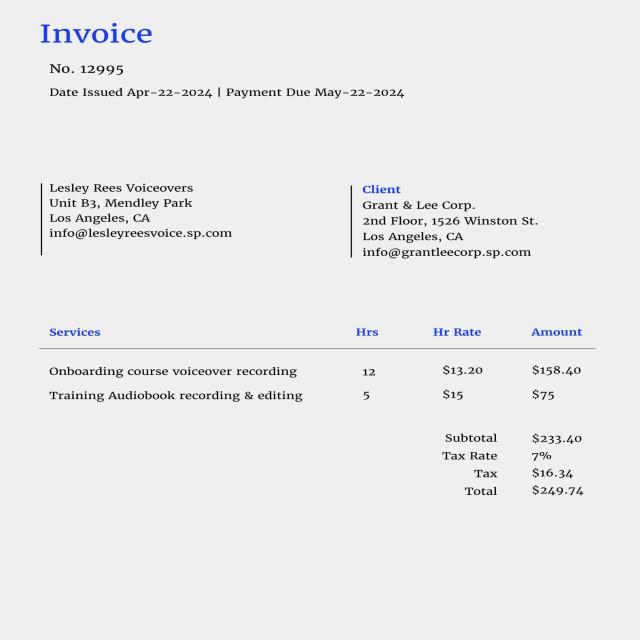 Invoice
No. 12995
Date Issued Apr-22-2024 | Payment Due May-22-2024
Lesley Rees Voiceovers
Unit B3, Mendley Park
Los Angeles, CA
info@lesleyreesvoice.sp.com
Client
Grant & Lee Corp.
2nd Floor, 1526 Winston St.
Los Angeles, CA
info@grantleecorp.sp.com
Services Hrs Hr Rate Amount
Onboarding course voiceover recording 12 $13.20 $158.40
Training Audiobook recording & editing 5 $15 $75
Subtotal $233.40
Tax Rate 7%
Tax $16.34
Total $249.74